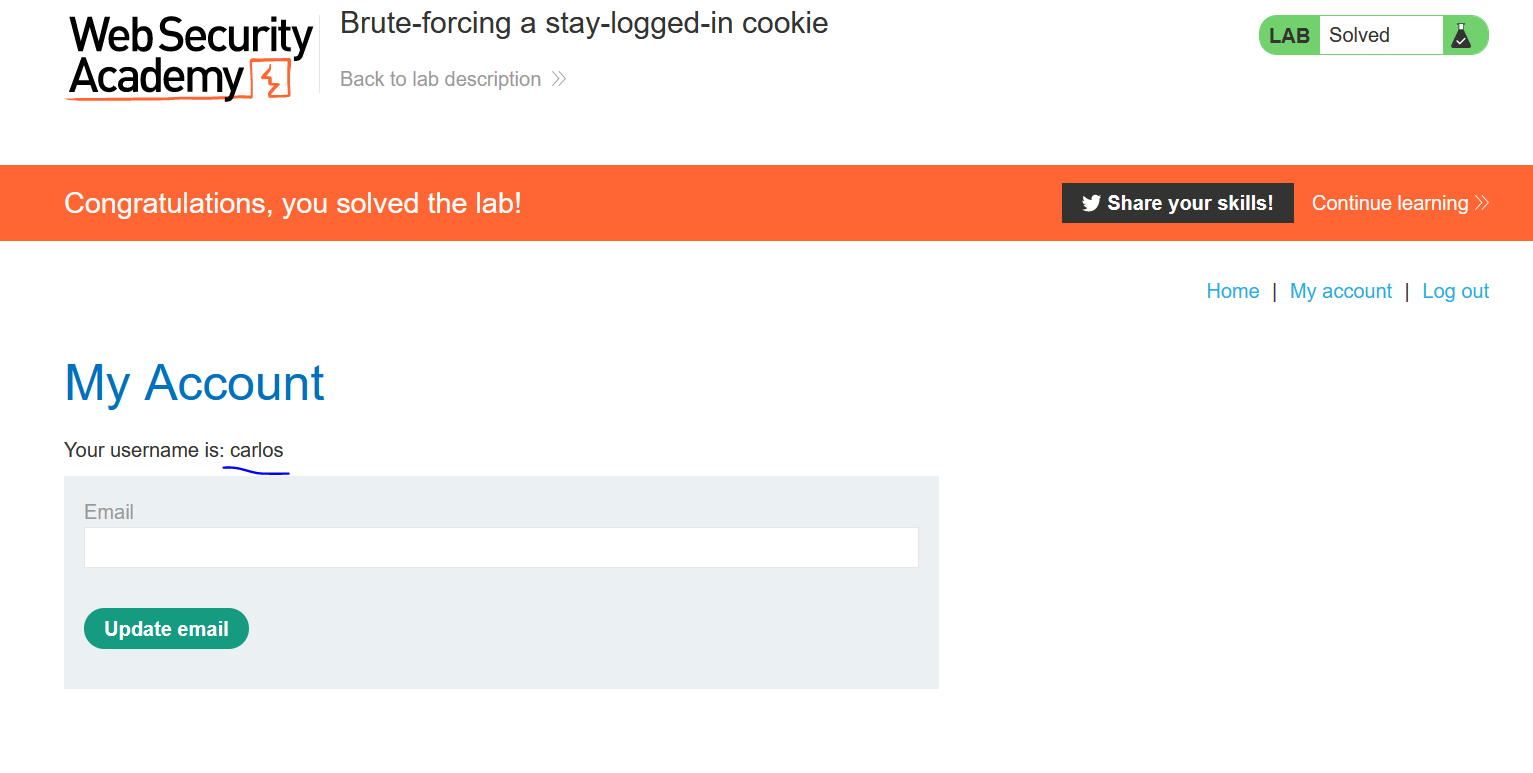 Web Security
Academy
Brute-forcing a stay-logged-in cookie
Back to lab description
LAB Solved
Congratulations, you solved the lab!
Share your skills! Continue learning
Home | My account | Log out
My Account
Your username is: carlos
Email
Update email